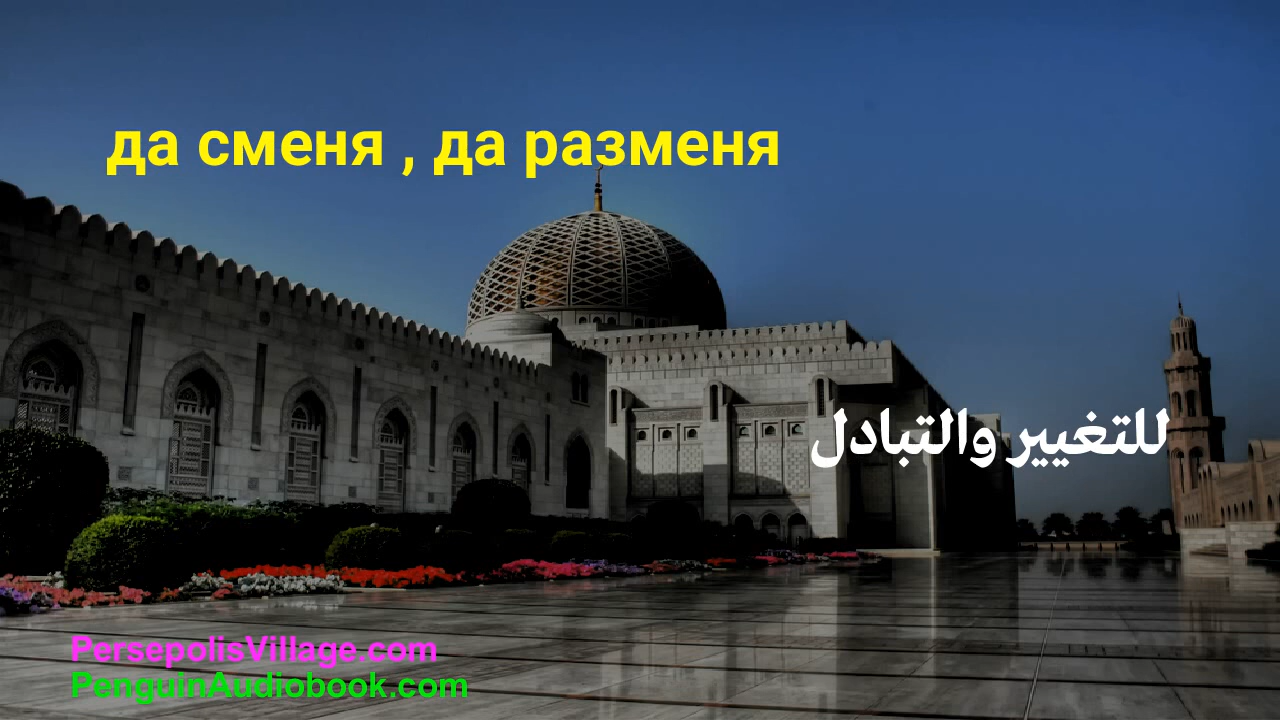 да сменя , да разменя
للتغيير والتبادل
PersepolisVillage.com
PenguinAudiobook.com